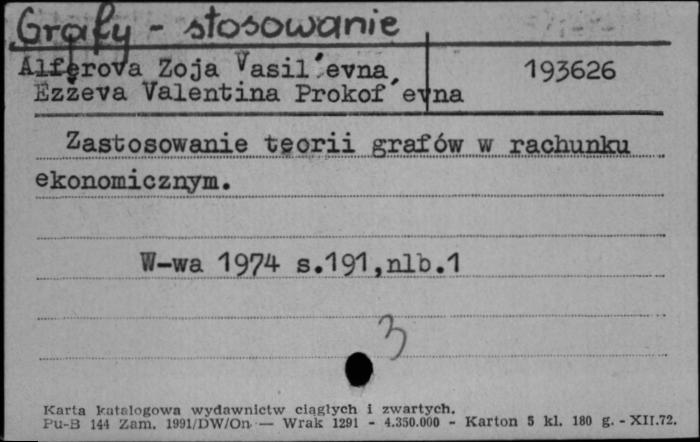 Grafy - stosowanie
Alferova Zoja Vasil'evna, 193626
Ezževa Valentina Prokof'evna
Zastosowanie teorii grafów w rachunku
ekonomicznym.
W-wa 1974 s.191,nlb.1
3
Karta katalogowa wydawnictw ciągłych i zwartych.
Pu-B 144 Zam. 1991/DW/On — Wrak 1291 - 4.350.000 - Karton 5 kl. 180 g. - XII.72.